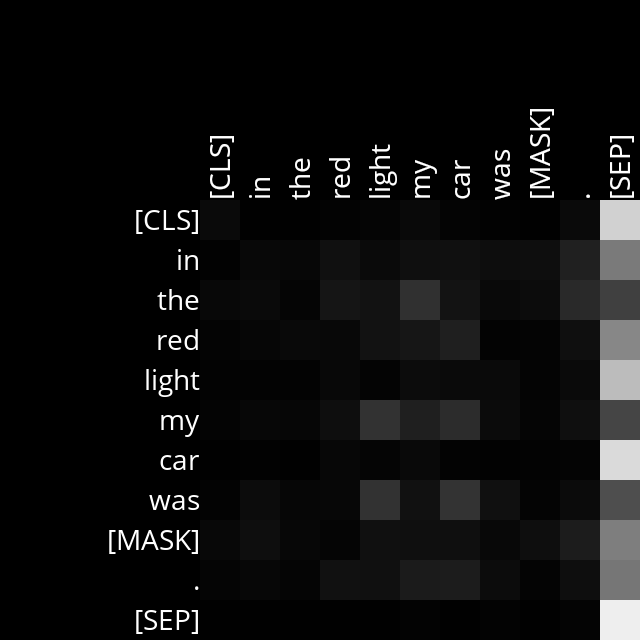 [CLS] in the red light my car was [MASK] . [SEP]
[CLS]
in
the
red
light
my
car
was
[MASK]
.
[SEP]